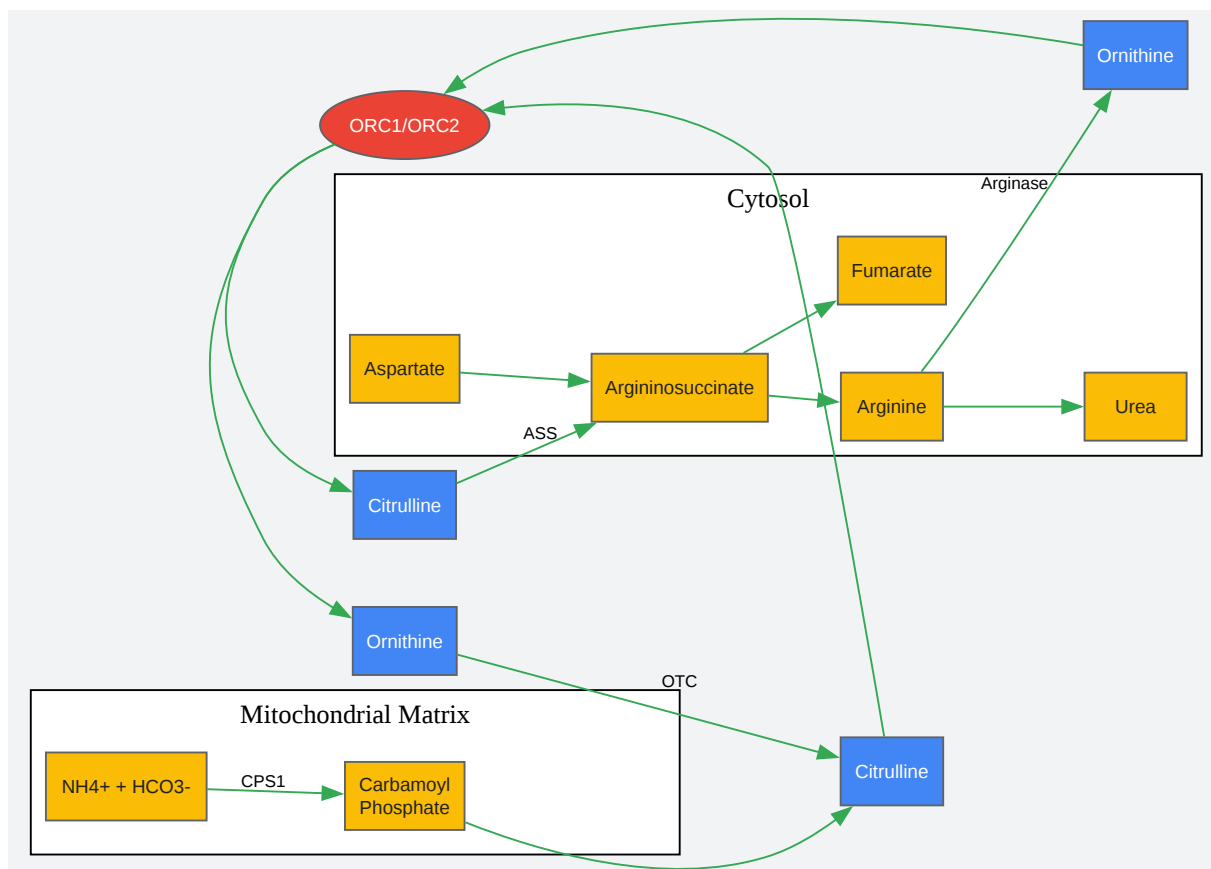 Ornithine
ORC1/ORC2
Arginase
Cytosol
Fumarate
Aspartate
Argininosuccinate
Arginine
Urea
ASS
Citrulline
Ornithine
OTC
Mitochondrial Matrix
NH4+ + HCO3-
CPS1
Carbamoyl
Phosphate
Citrulline